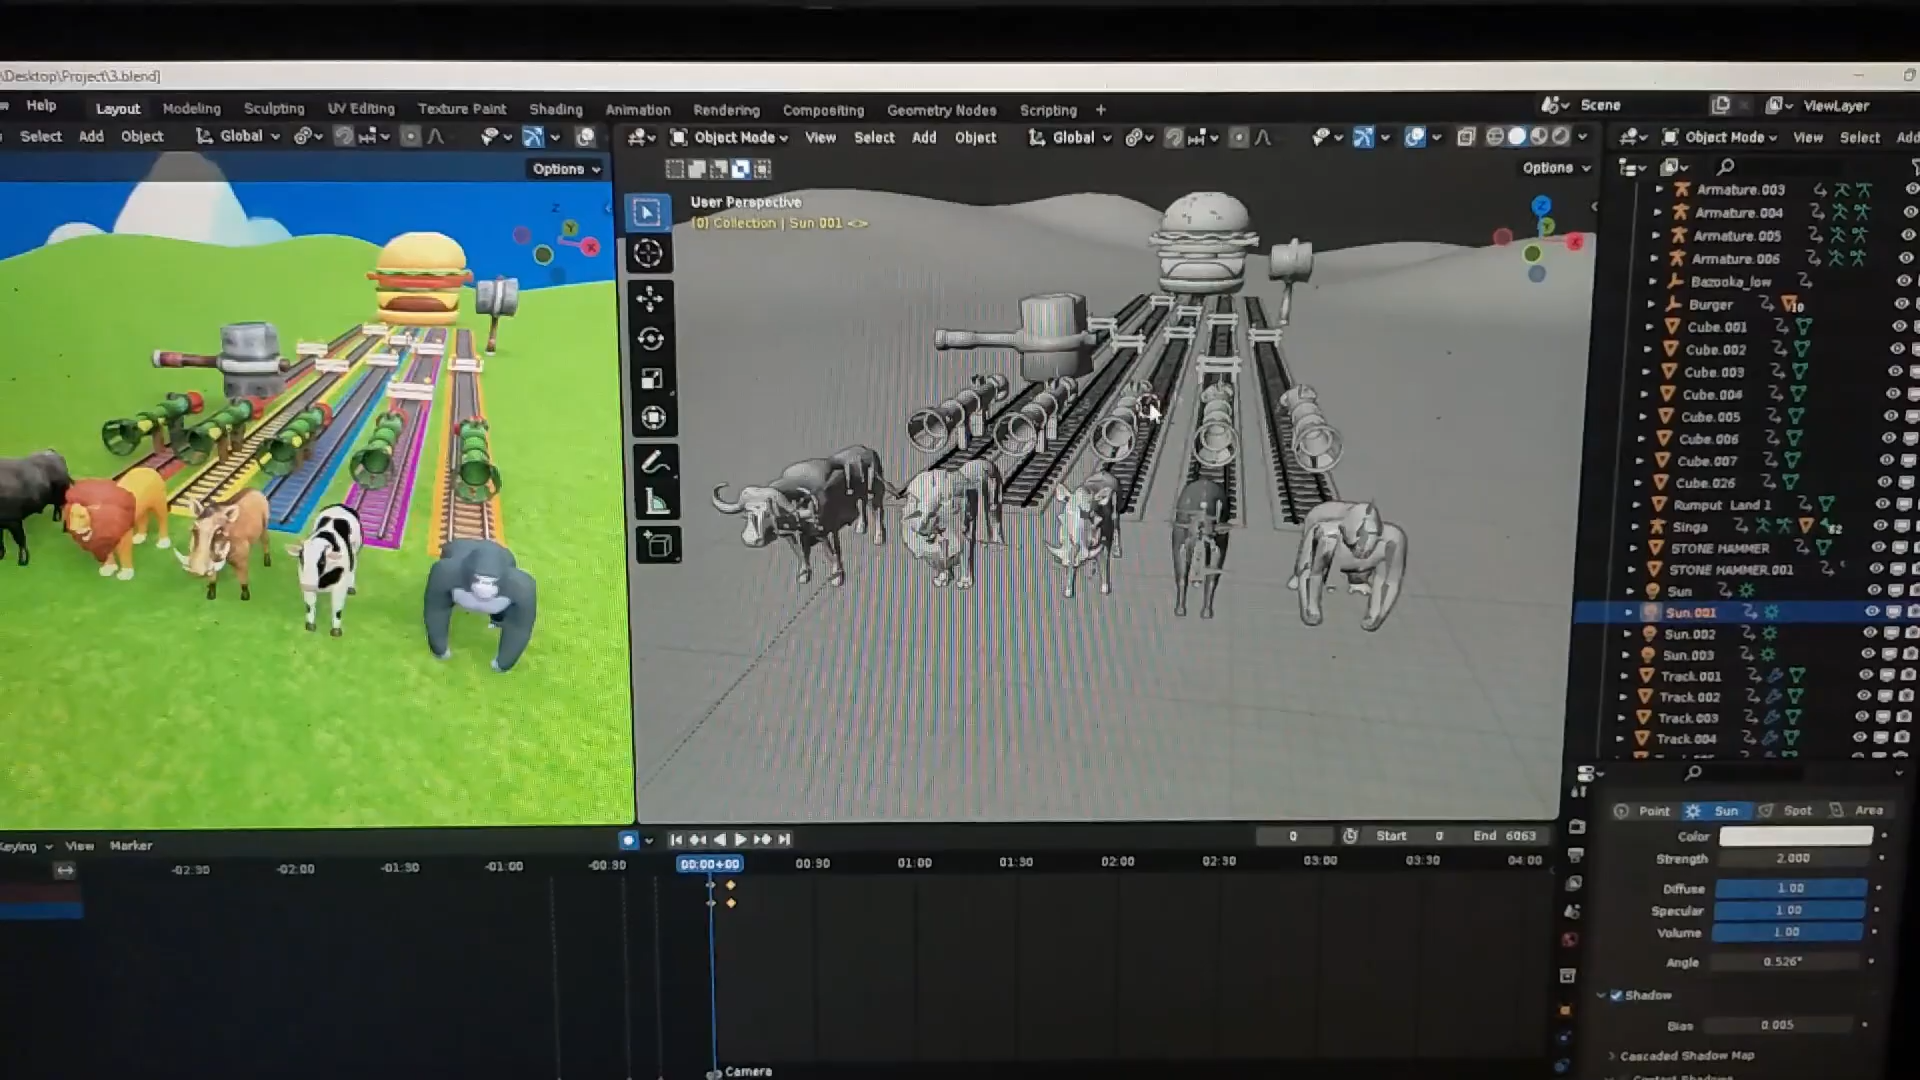 \Desktop\Project\3.blend]
Help
Layout Modeling Sculpting UV Editing Texture Paint Shading Animation Rendering Compositing Geometry Nodes Scripting +
Scene
ViewLayer
Select Add Object Global
Object Mode View Select Add Object Global
Object Mode View Select Add
Options
Options
User Perspective
(0) Collection | Sun.001
Z
Y
X
Z
Y
X
Armature.003
Armature.004
Armature.005
Armature.006
Bazooka_low
Burger 10
Cube.001
Cube.002
Cube.003
Cube.004
Cube.005
Cube.006
Cube.007
Cube.026
Rumput Land 1
Singa 62
STONE HAMMER
STONE HAMMER.001
Sun
Sun.001
Sun.002
Sun.003
Track.001
Track.002
Track.003
Track.004
Point Sun Spot Area
Color
Strength 2.000
Diffuse 1.00
Specular 1.00
Volume 1.00
Angle 0.526°
Shadow
Bias 0.005
Cascaded Shadow Map
Keying View Marker
0 Start 0 End 6063
-02:30 -02:00 -01:30 -01:00 -00:30 00:00+00 00:30 01:00 01:30 02:00 02:30 03:00 03:30 04:00
Camera